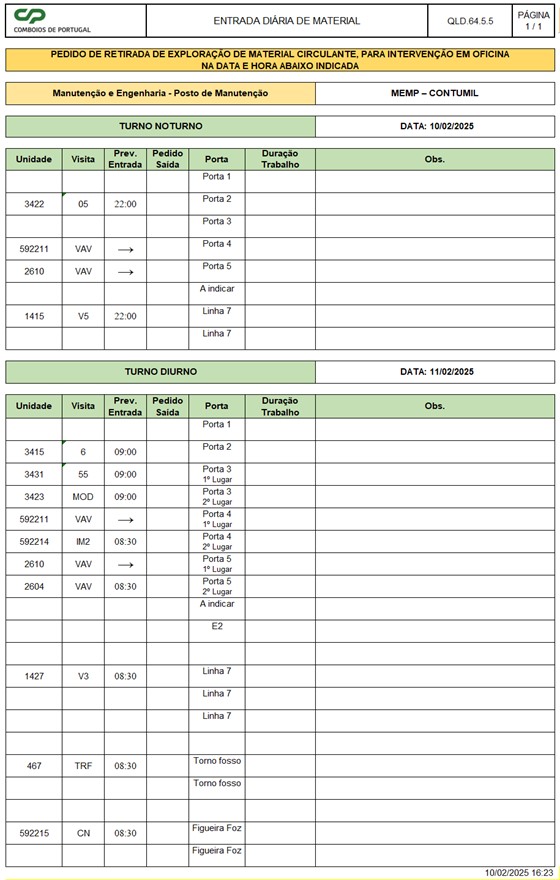 CP
COMBOIOS DE PORTUGAL
ENTRADA DIÁRIA DE MATERIAL
QLD.64.5.5
PÁGINA
1 / 1
PEDIDO DE RETIRADA DE EXPLORAÇÃO DE MATERIAL CIRCULANTE, PARA INTERVENÇÃO EM OFICINA
NA DATA E HORA ABAIXO INDICADA
Manutenção e Engenharia - Posto de Manutenção MEMP – CONTUMIL
TURNO NOTURNO DATA: 10/02/2025
Unidade Visita Prev. Entrada Pedido Saída Porta Duração Trabalho Obs.
Porta 1
3422 05 22:00 Porta 2
Porta 3
592211 VAV → Porta 4
2610 VAV → Porta 5
A indicar
1415 V5 22:00 Linha 7
Linha 7
TURNO DIURNO DATA: 11/02/2025
Unidade Visita Prev. Entrada Pedido Saída Porta Duração Trabalho Obs.
Porta 1
3415 6 09:00 Porta 2
3431 55 09:00 Porta 3 1º Lugar
3423 MOD 09:00 Porta 3 2º Lugar
592211 VAV → Porta 4 1º Lugar
592214 IM2 08:30 Porta 4 2º Lugar
2610 VAV → Porta 5 1º Lugar
2604 VAV 08:30 Porta 5 2º Lugar
A indicar
E2
1427 V3 08:30 Linha 7
Linha 7
Linha 7
467 TRF 08:30 Torno fosso
Torno fosso
592215 CN 08:30 Figueira Foz
Figueira Foz
10/02/2025 16:23